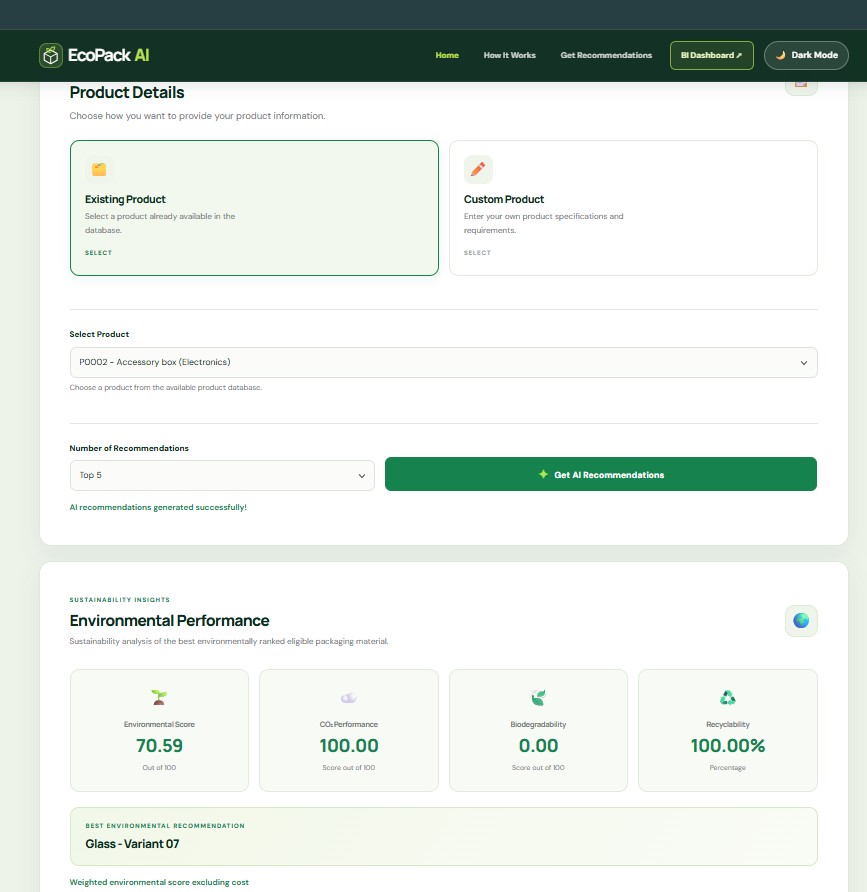 EcoPack AI
Home
How It Works
Get Recommendations
BI Dashboard ↗
Dark Mode
Product Details
Choose how you want to provide your product information.
Existing Product
Select a product already available in the
database.
SELECT
Custom Product
Enter your own product specifications and
requirements.
SELECT
Select Product
P0002 - Accessory box (Electronics)
Choose a product from the available product database.
Number of Recommendations
Top 5
Get AI Recommendations
AI recommendations generated successfully!
SUSTAINABILITY INSIGHTS
Environmental Performance
Sustainability analysis of the best environmentally ranked eligible packaging material.
Environmental Score
70.59
Out of 100
CO₂ Performance
100.00
Score out of 100
Biodegradability
0.00
Score out of 100
Recyclability
100.00%
Percentage
BEST ENVIRONMENTAL RECOMMENDATION
Glass - Variant 07
Weighted environmental score excluding cost